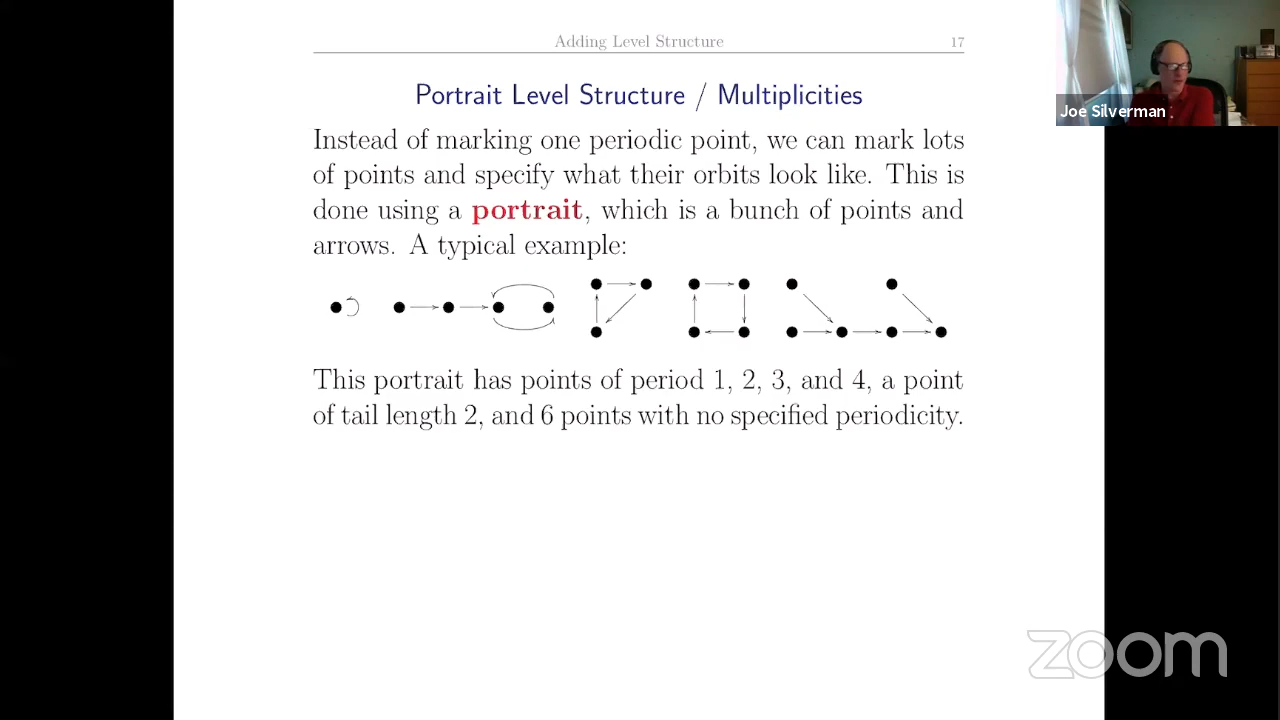 Adding Level Structure 17
Portrait Level Structure / Multiplicities
Instead of marking one periodic point, we can mark lots
of points and specify what their orbits look like. This is
done using a portrait, which is a bunch of points and
arrows. A typical example:
This portrait has points of period 1, 2, 3, and 4, a point
of tail length 2, and 6 points with no specified periodicity.
Joe Silverman
zoom